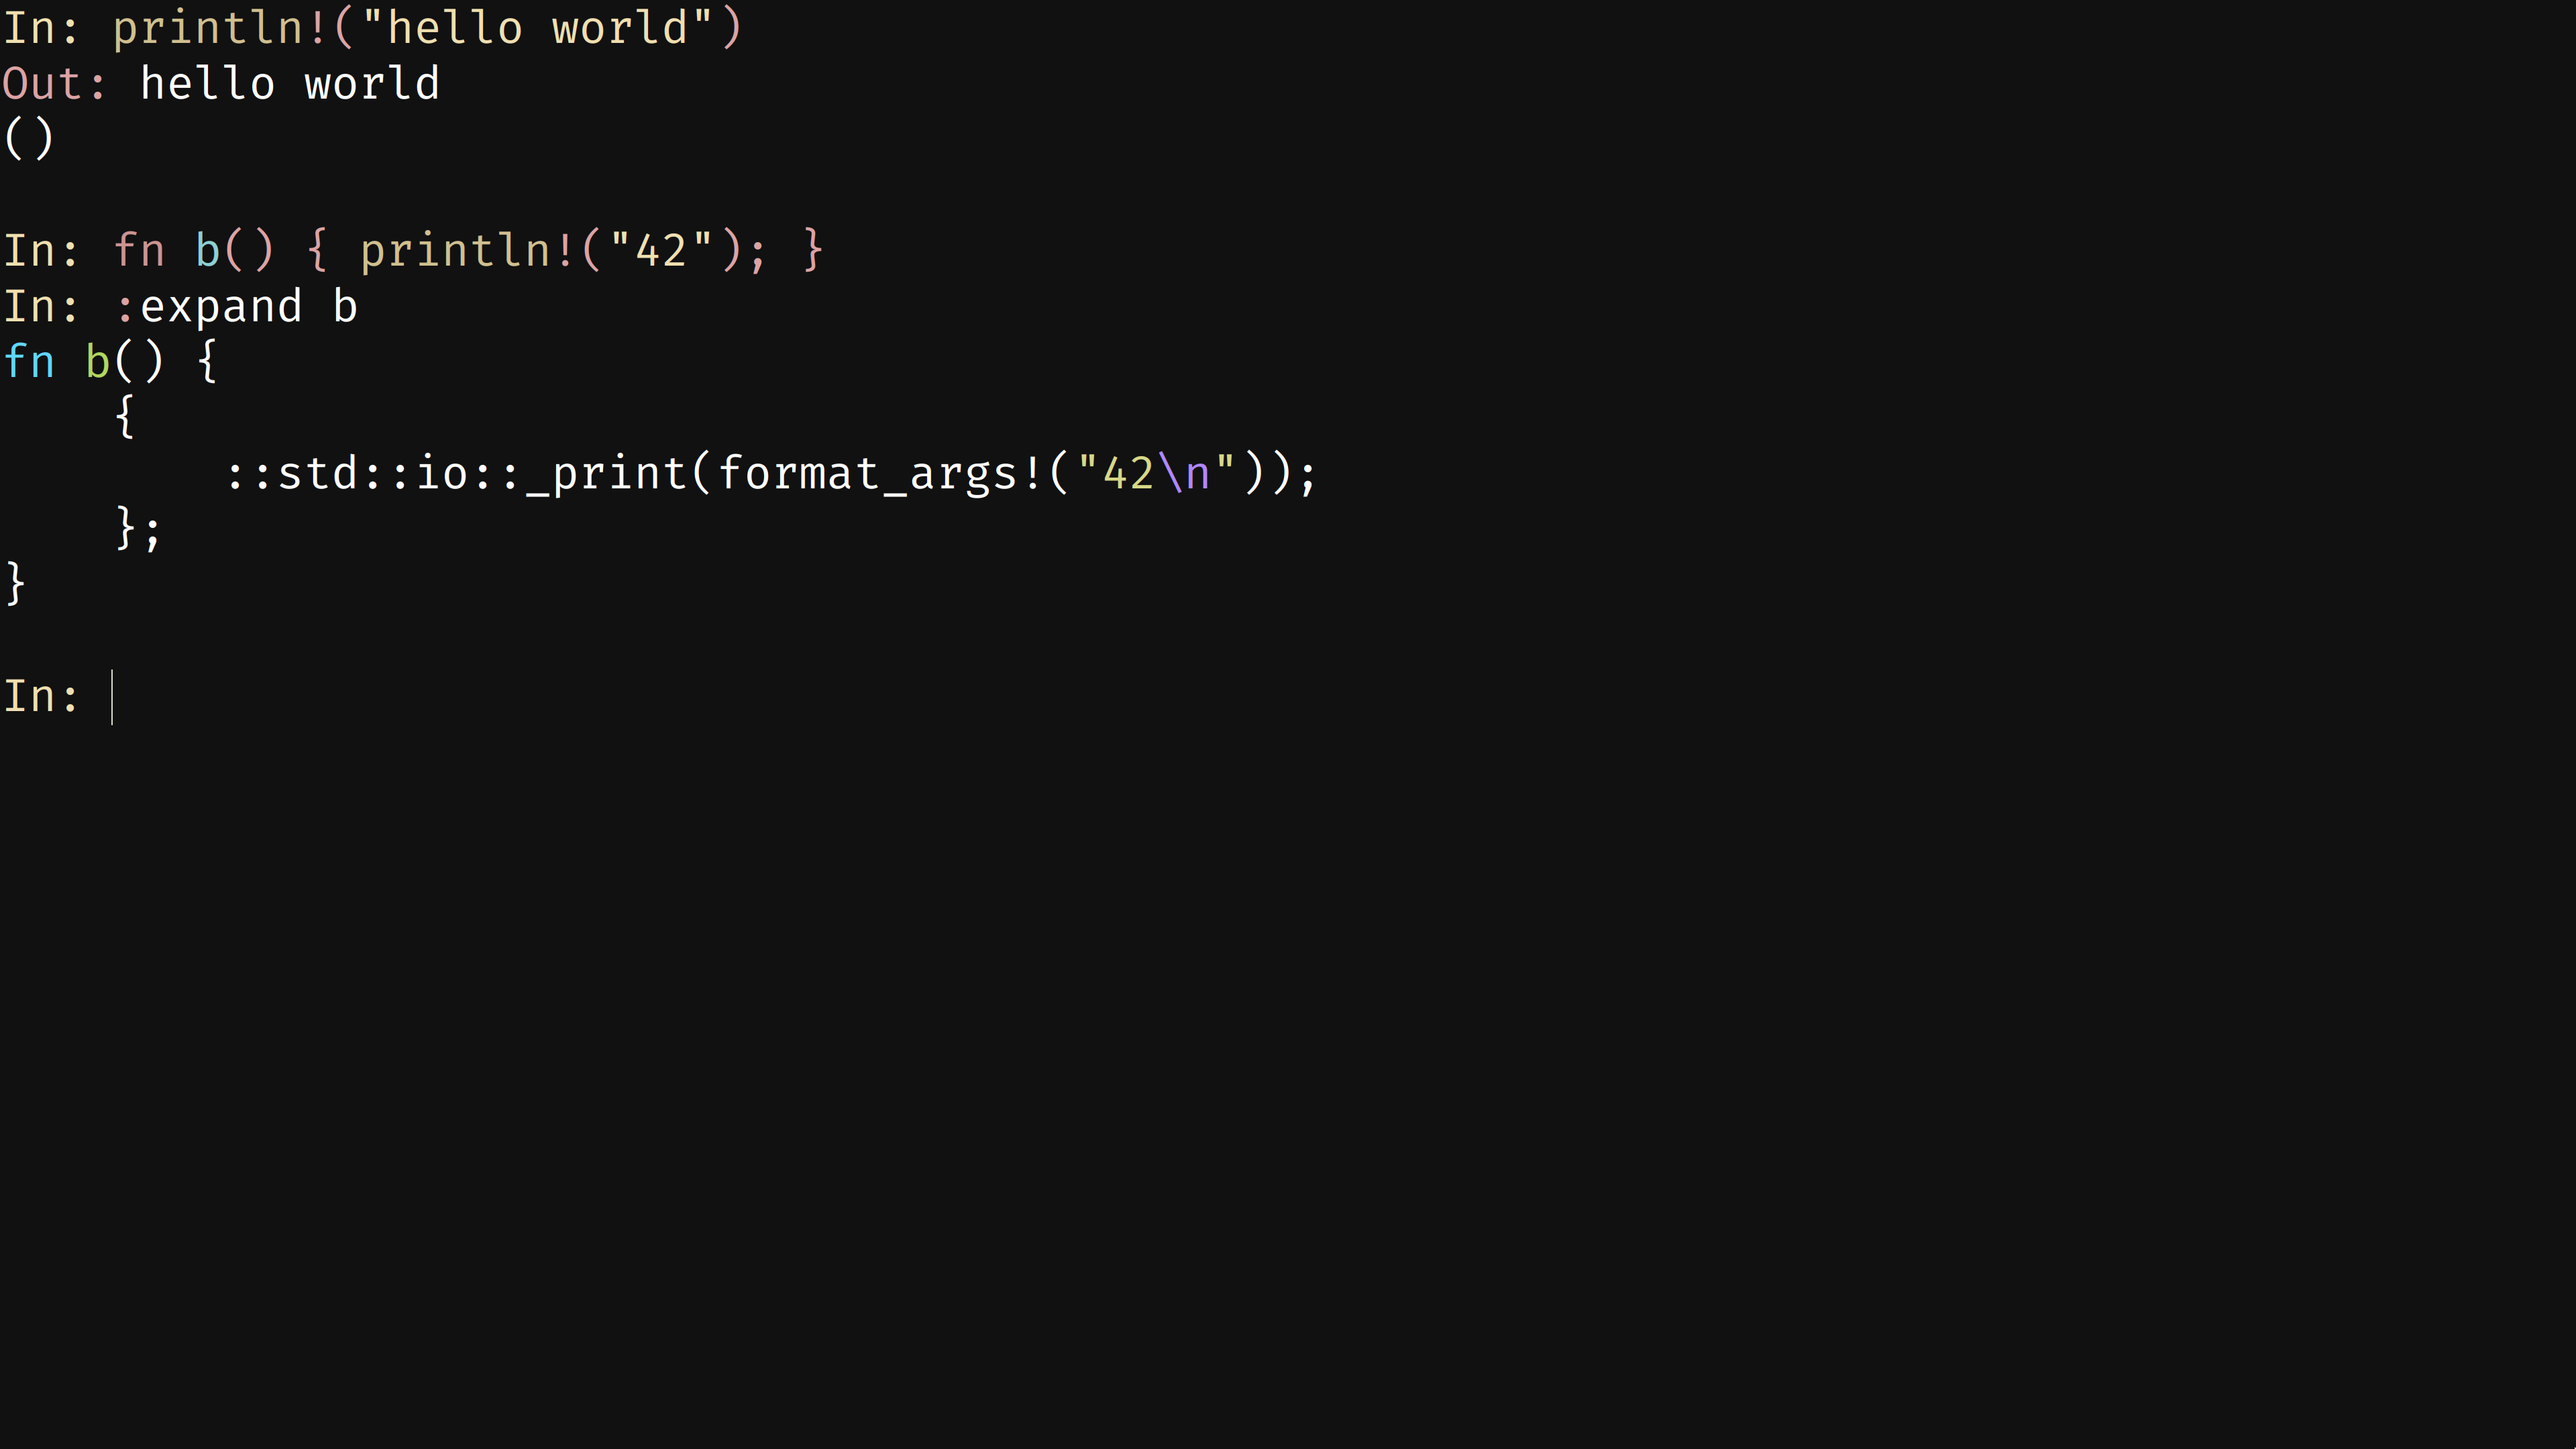 In: println!("hello world")
Out: hello world
()
In: fn b() { println!("42"); }
In: :expand b
fn b() {
    {
        ::std::io::_print(format_args!("42\n"));
    };
}
In: